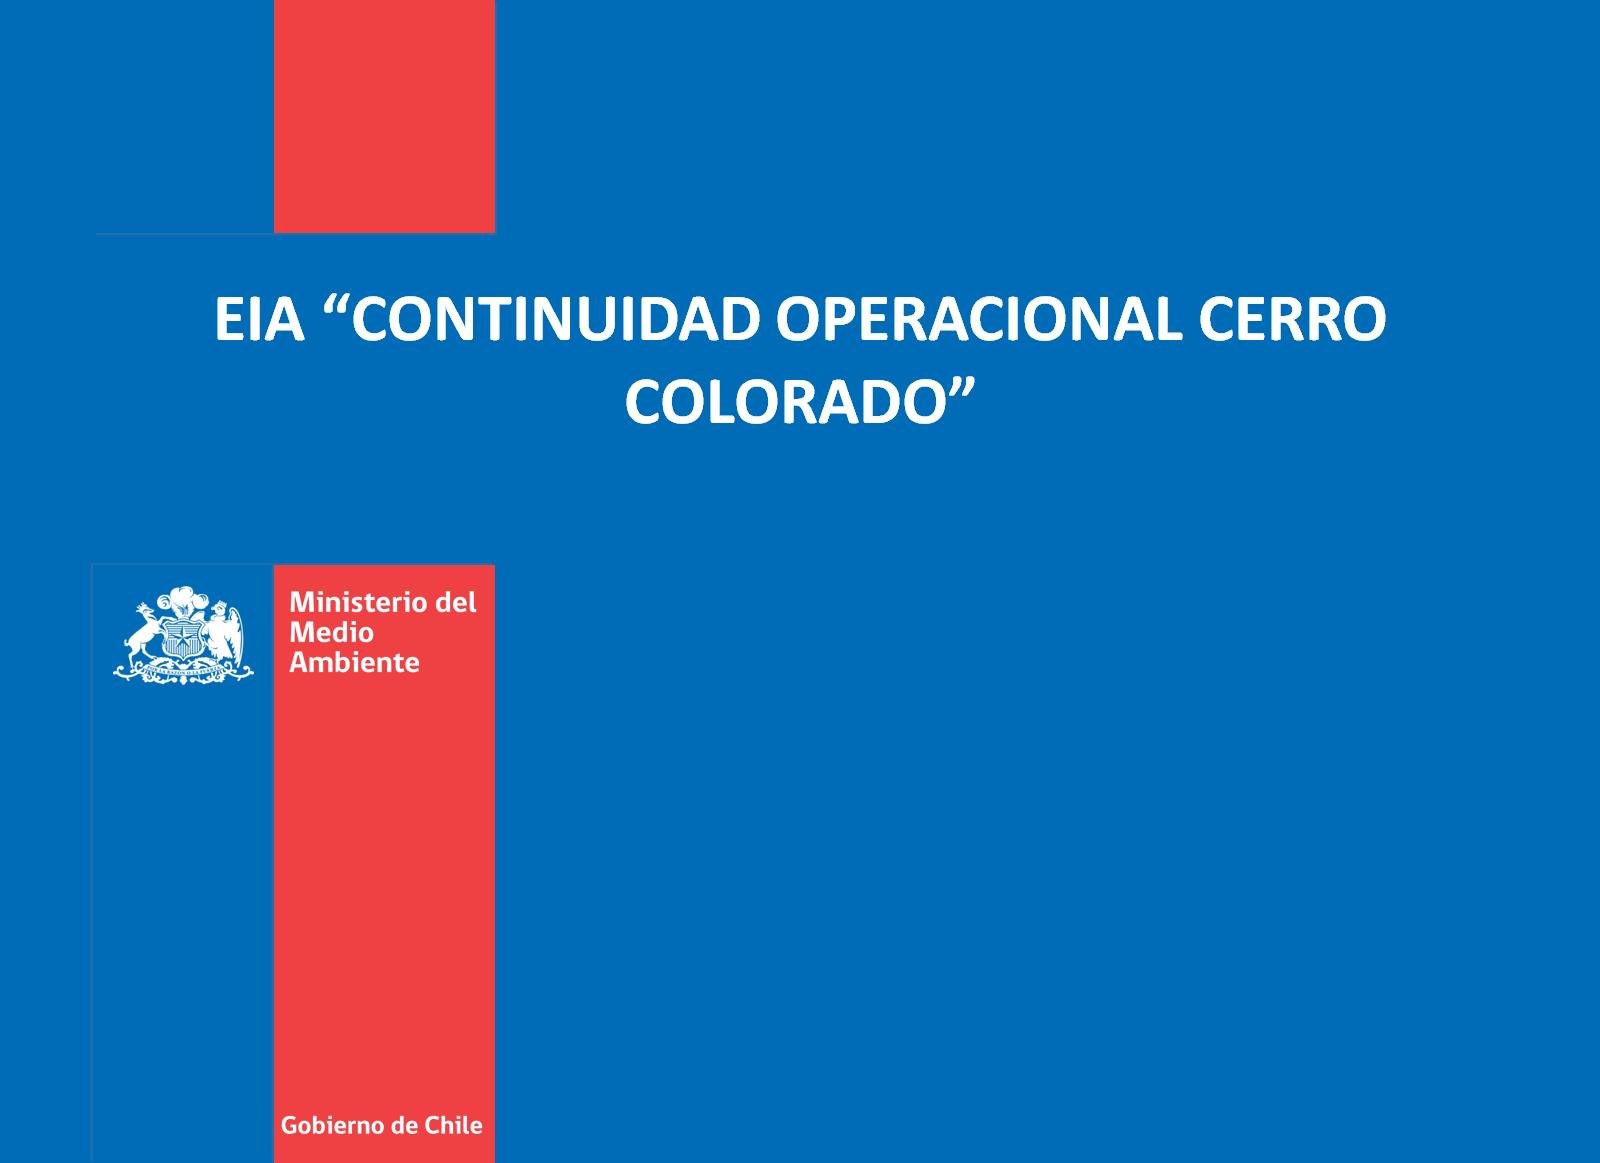 EIA “CONTINUIDAD OPERACIONAL CERRO
COLORADO”
Ministerio del
Medio
Ambiente
Gobierno de Chile